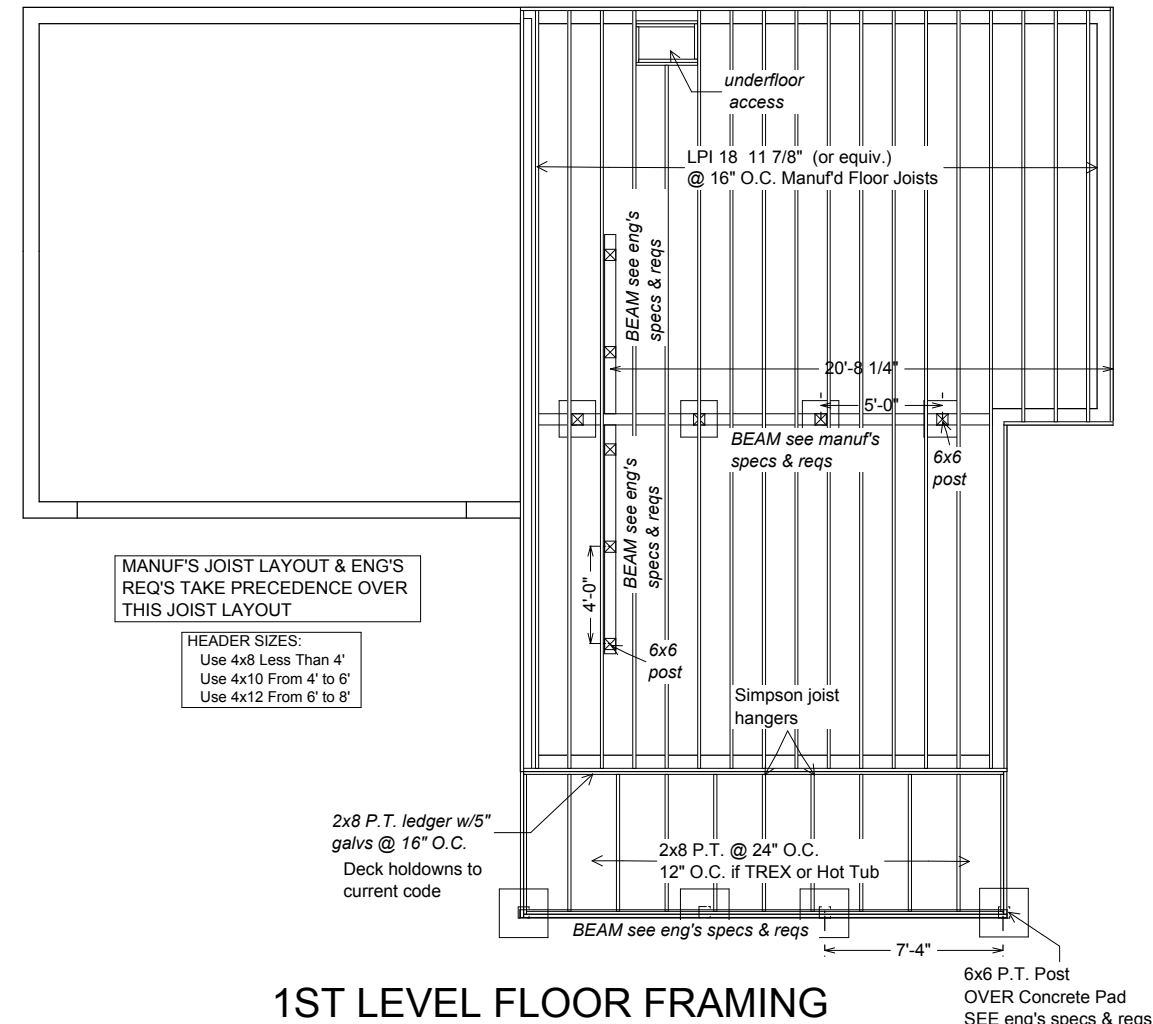 underfloor
access
LPI 18 11 7/8" (or equiv.)
@ 16" O.C. Manuf'd Floor Joists
BEAM see eng's
specs & reqs
20'-8 1/4"
5'-0"
BEAM see manuf's
specs & reqs
6x6
post
BEAM see eng's
specs & reqs
4'-0"
6x6
post
MANUF'S JOIST LAYOUT & ENG'S
REQ'S TAKE PRECEDENCE OVER
THIS JOIST LAYOUT
HEADER SIZES:
Use 4x8 Less Than 4'
Use 4x10 From 4' to 6'
Use 4x12 From 6' to 8'
Simpson joist
hangers
2x8 P.T. ledger w/5"
galvs @ 16" O.C.
Deck holdowns to
current code
2x8 P.T. @ 24" O.C.
12" O.C. if TREX or Hot Tub
BEAM see eng's specs & reqs
7'-4"
6x6 P.T. Post
OVER Concrete Pad
SEE eng's specs & reqs
1ST LEVEL FLOOR FRAMING